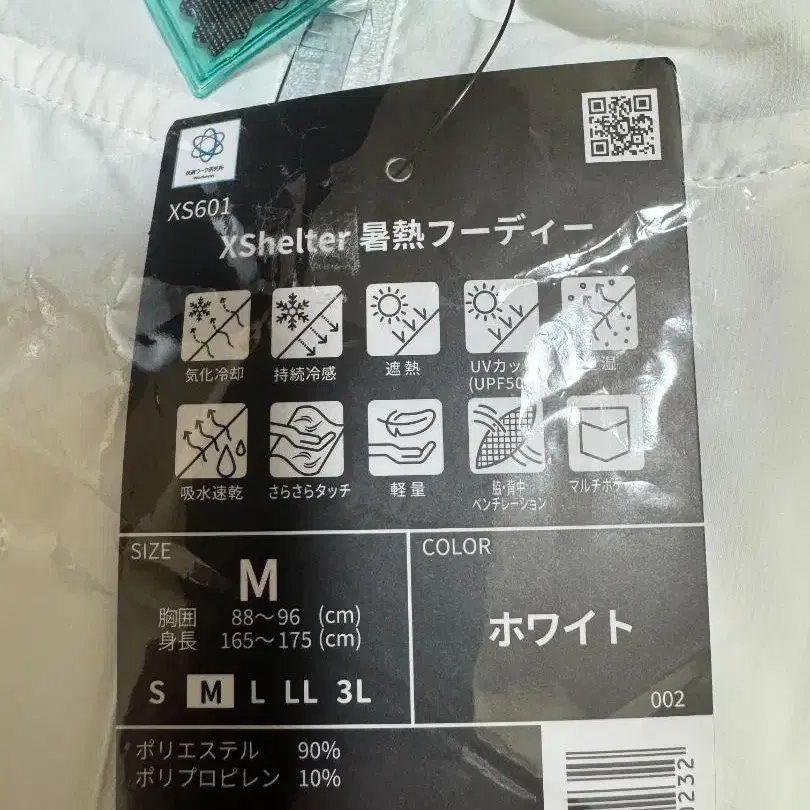 XS601
XShelter 暑熱フーディー
気化冷却 持続冷感 遮熱 UVカッ 湿
(UPF50
吸水速乾 さらさらタッチ 軽量 脇・背中 マルチポ
ベンチレーション
SIZE
M
胸囲 88～96 (cm)
身長 165～175 (cm)
S M L LL 3L
COLOR
ホワイト
002
ポリエステル 90%
ポリプロピレン 10%
0232